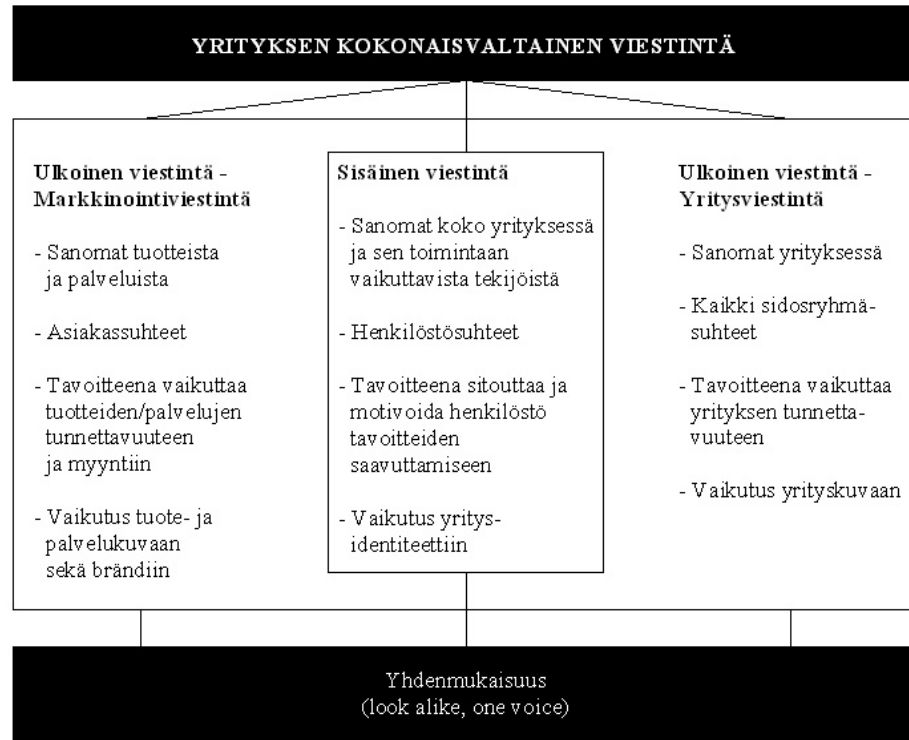 YRITYKSEN KOKONAISVALTAINEN VIESTINTÄ
Ulkoinen viestintä -
Markkinointiviestintä
- Sanomat tuotteista
ja palveluista
- Asiakassuhteet
- Tavoitteena vaikuttaa
tuotteiden/palvelujen
tunnettavuuteen
ja myyntiin
- Vaikutus tuote- ja
palvelukuvaan
sekä brändiin
Sisäinen viestintä
- Sanomat koko yrityksessä
ja sen toimintaan
vaikuttavista tekijöistä
- Henkilöstösuhteet
- Tavoitteena sitouttaa ja
motivoida henkilöstö
tavoitteiden
saavuttamiseen
- Vaikutus yritys-
identiteettiin
Ulkoinen viestintä -
Yritysviestintä
- Sanomat yrityksessä
- Kaikki sidosryhmä-
suhteet
- Tavoitteena vaikuttaa
yrityksen tunnetta-
vuuteen
- Vaikutus yrityskuvaan
Yhdenmukaisuus
(look alike, one voice)